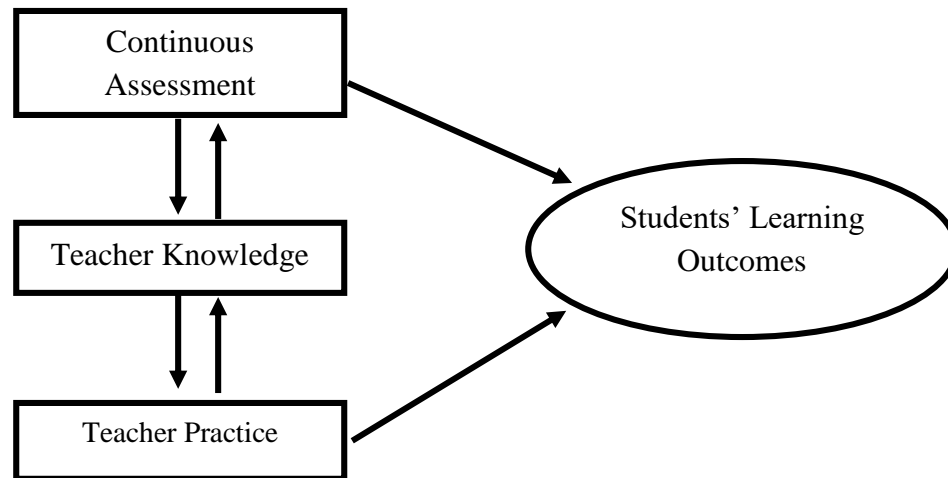 Continuous
Assessment
Teacher Knowledge
Students’ Learning
Outcomes
Teacher Practice